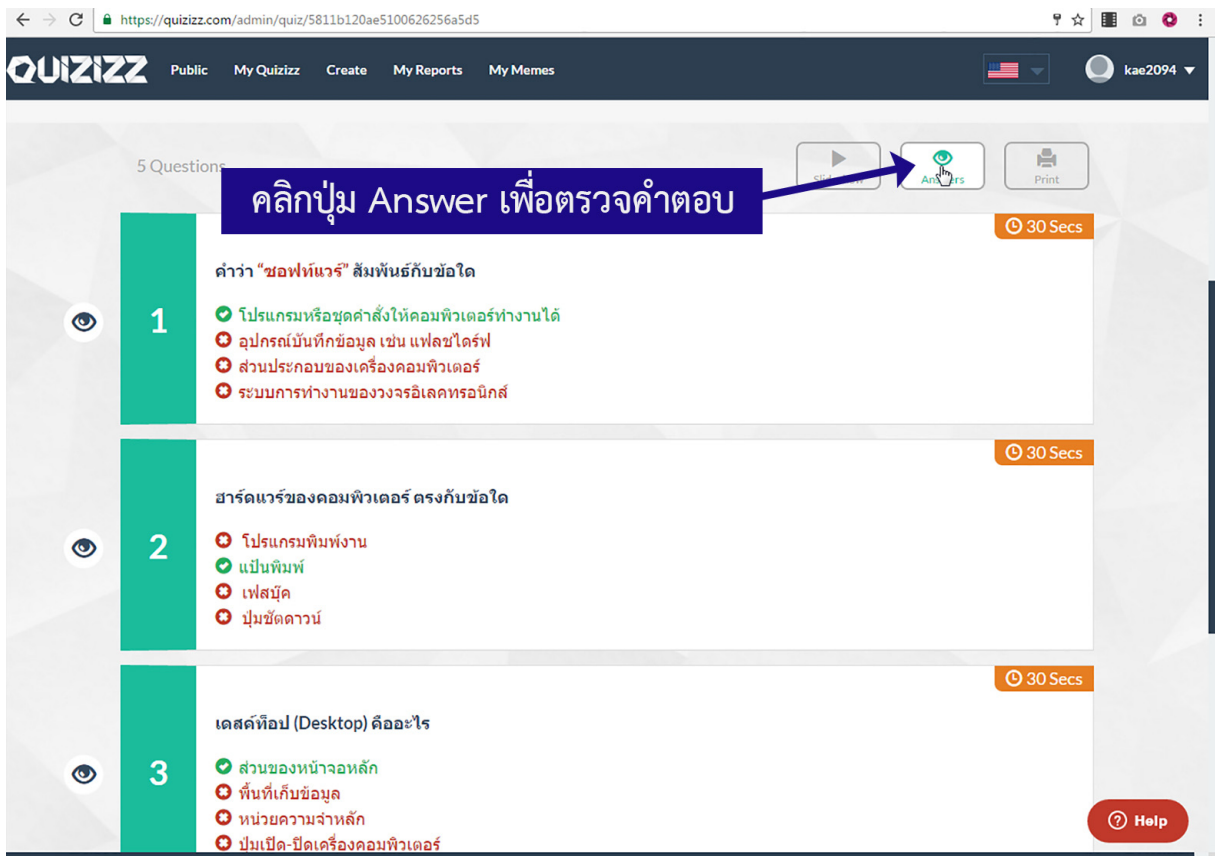 https://quizizz.com/admin/quiz/5811b120ae5100626256a5d5
QUIZIZZ Public My Quizizz Create My Reports My Memes kae2094
5 Questions
Answers Print
คลิกปุ่ม Answer เพื่อตรวจคำตอบ
30 Secs
คำว่า “ซอฟท์แวร์” สัมพันธ์กับข้อใด
1
โปรแกรมหรือชุดคำสั่งให้คอมพิวเตอร์ทำงานได้
อุปกรณ์บันทึกข้อมูล เช่น แฟลชไดร์ฟ
ส่วนประกอบของเครื่องคอมพิวเตอร์
ระบบการทำงานของวงจรอิเลคทรอนิกส์
30 Secs
ฮาร์ดแวร์ของคอมพิวเตอร์ ตรงกับข้อใด
2
โปรแกรมพิมพ์งาน
แป้นพิมพ์
เฟสบุ๊ค
ปุ่มชัตดาวน์
30 Secs
เดสค์ท็อป (Desktop) คืออะไร
3
ส่วนของหน้าจอหลัก
พื้นที่เก็บข้อมูล
หน่วยความจำหลัก
ปุ่มเปิด-ปิดเครื่องคอมพิวเตอร์
Help